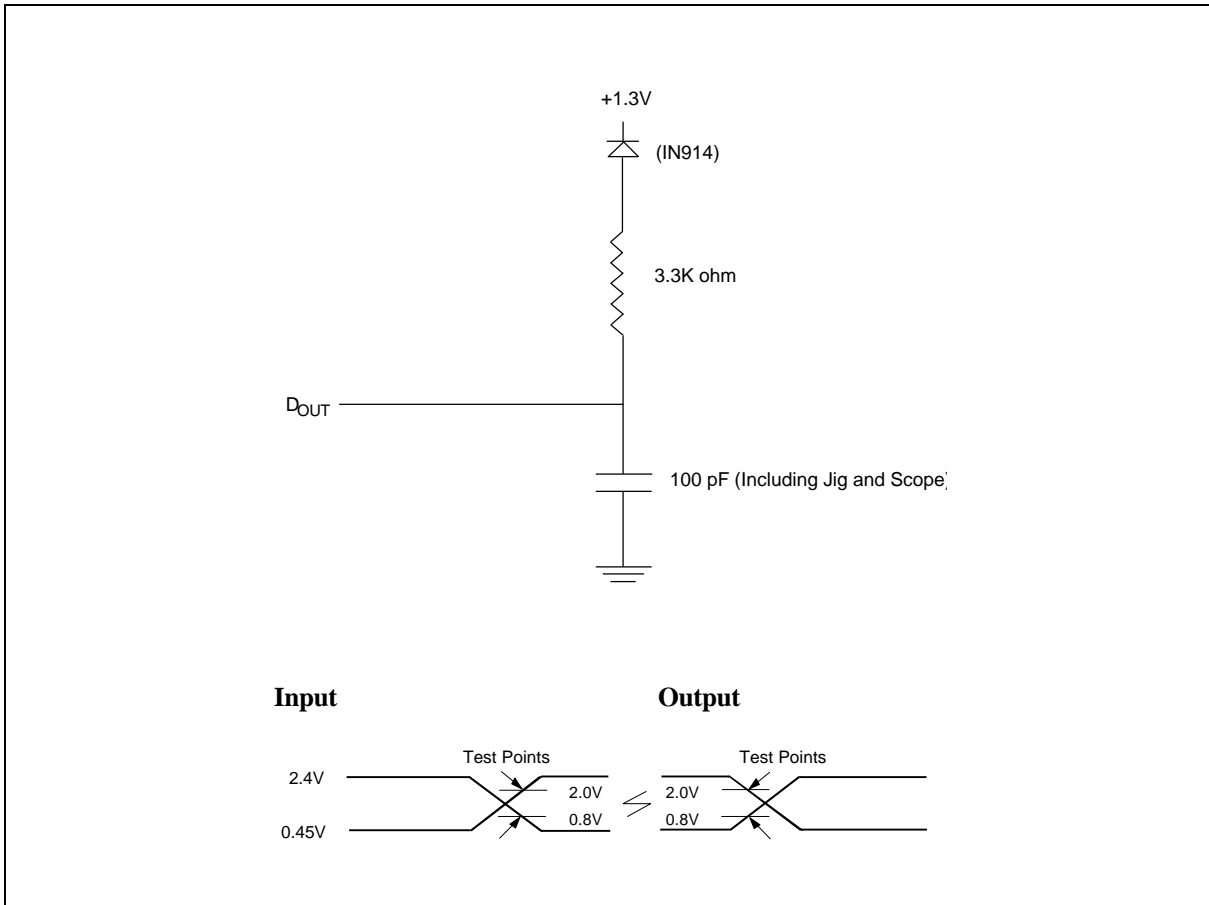 +1.3V
(IN914)
3.3K ohm
DOUT
100 pF (Including Jig and Scope)
Input Output
Test Points Test Points
2.4V 2.0V 2.0V
0.45V 0.8V 0.8V